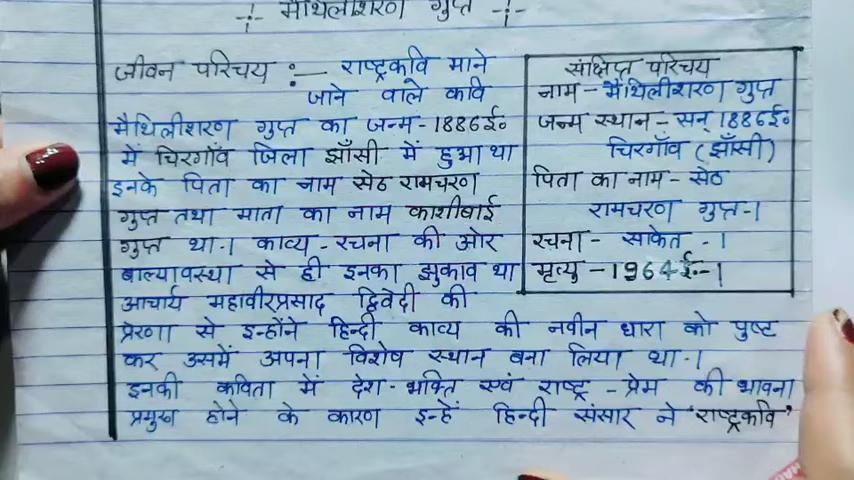 मैथिलीशरण गुप्त
जीवन परिचय :— राष्ट्रकवि माने
जाने वाले कवि
मैथिलीशरण गुप्त का जन्म - 1886ई०
में चिरगाँव जिला झाँसी में हुआ था
इनके पिता का नाम सेठ रामचरण
गुप्त तथा माता का नाम काशीबाई
गुप्त था। काव्य - रचना की ओर
बाल्यावस्था से ही इनका झुकाव था
आचार्य महावीरप्रसाद द्विवेदी की
प्रेरणा से इन्होंने हिन्दी काव्य की नवीन धारा को पुष्ट
कर उसमें अपना विशेष स्थान बना लिया था।
इनकी कविता में देश - भक्ति एवं राष्ट्र - प्रेम की भावना
प्रमुख होने के कारण इन्हें हिन्दी संसार ने 'राष्ट्रकवि'
संक्षिप्त परिचय
नाम - मैथिलीशरण गुप्त
जन्म स्थान - सन् 1886ई०
चिरगाँव (झाँसी)
पिता का नाम - सेठ
रामचरण गुप्त।
रचना - साकेत।
मृत्यु - 1964ई०।